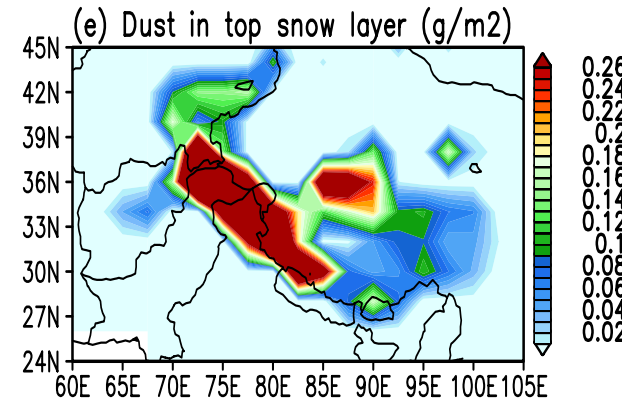 (e) Dust in top snow layer (g/m2)
45N
42N
39N
36N
33N
30N
27N
24N
60E 65E 70E 75E 80E 85E 90E 95E 100E 105E
0.26
0.24
0.22
0.2
0.18
0.16
0.14
0.12
0.1
0.08
0.06
0.04
0.02